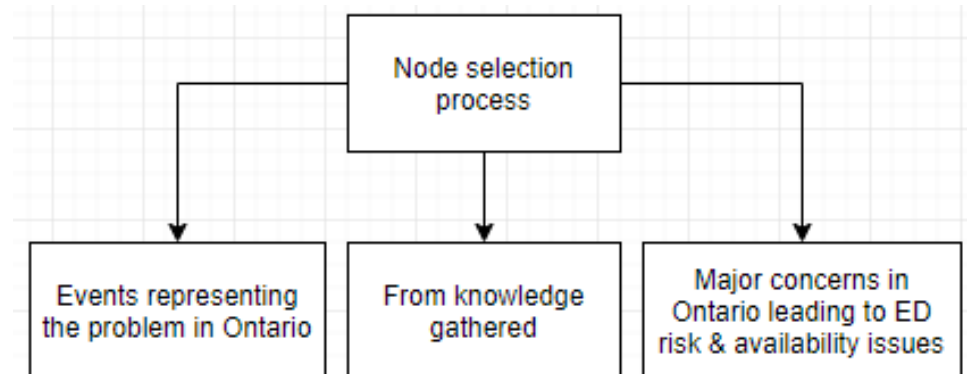 Node selection
process
Events representing
the problem in Ontario
From knowledge
gathered
Major concerns in
Ontario leading to ED
risk & availability issues